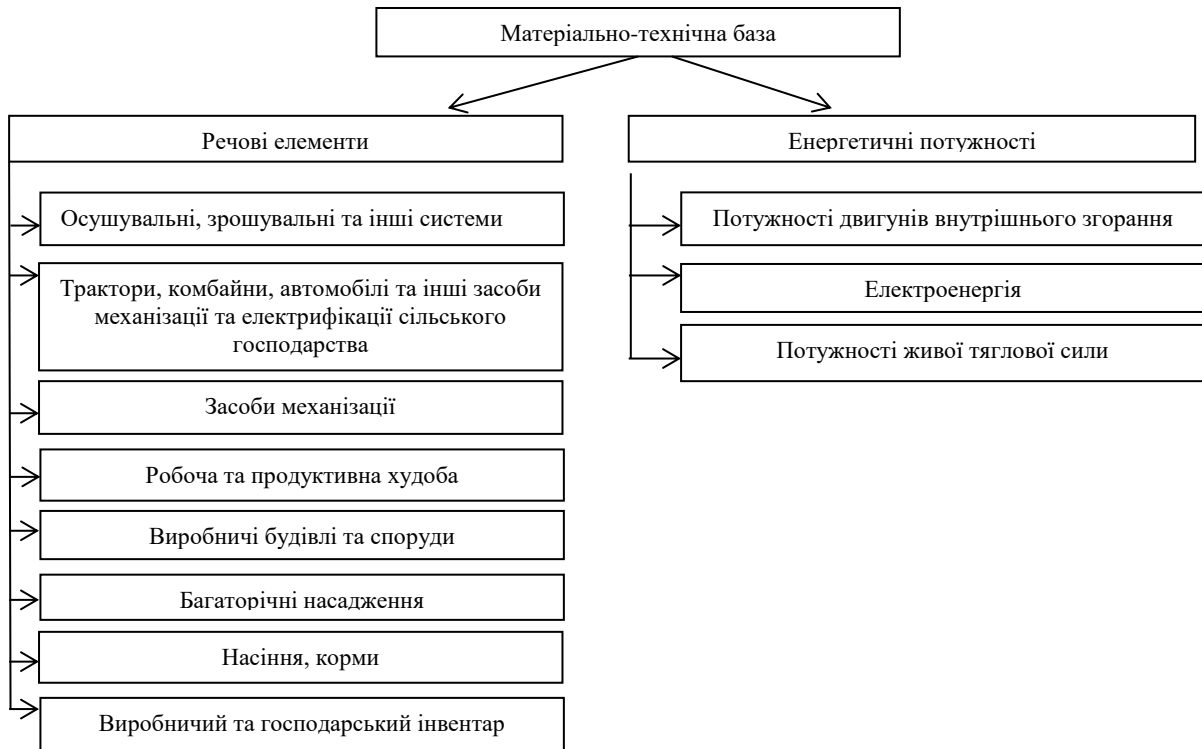 Матеріально-технічна база
Речові елементи
Осушувальні, зрошувальні та інші системи
Трактори, комбайни, автомобілі та інші засоби
механізації та електрифікації сільського
господарства
Засоби механізації
Робоча та продуктивна худоба
Виробничі будівлі та споруди
Багаторічні насадження
Насіння, корми
Виробничий та господарський інвентар
Енергетичні потужності
Потужності двигунів внутрішнього згорання
Електроенергія
Потужності живої тяглової сили